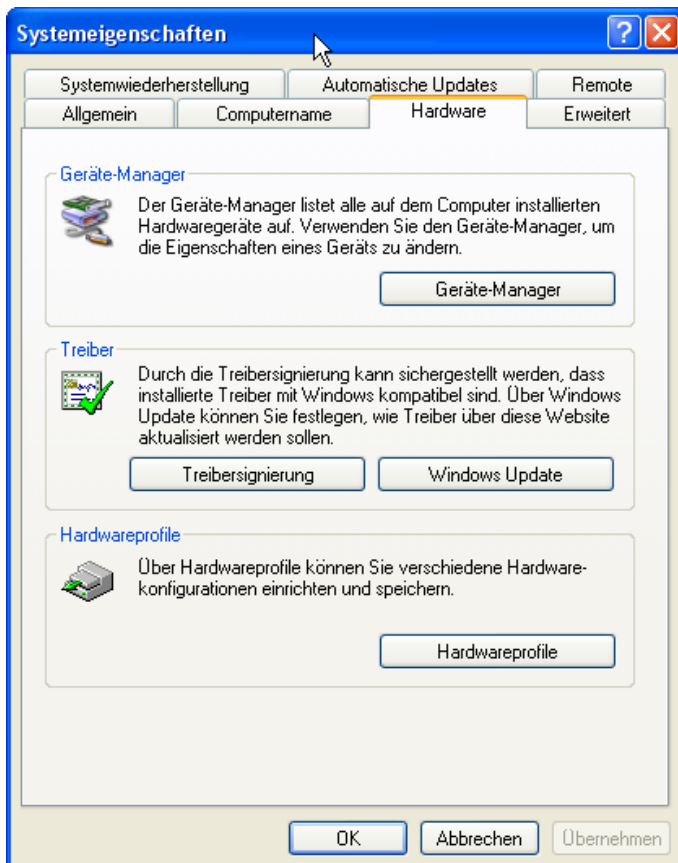 Systemeigenschaften
Systemwiederherstellung Automatische Updates Remote
Allgemein Computername Hardware Erweitert
Geräte-Manager
Der Geräte-Manager listet alle auf dem Computer installierten
Hardwaregeräte auf. Verwenden Sie den Geräte-Manager, um
die Eigenschaften eines Geräts zu ändern.
Geräte-Manager
Treiber
Durch die Treibersignierung kann sichergestellt werden, dass
installierte Treiber mit Windows kompatibel sind. Über Windows
Update können Sie festlegen, wie Treiber über diese Website
aktualisiert werden sollen.
Treibersignierung Windows Update
Hardwareprofile
Über Hardwareprofile können Sie verschiedene Hardware-
konfigurationen einrichten und speichern.
Hardwareprofile
OK Abbrechen Übernehmen